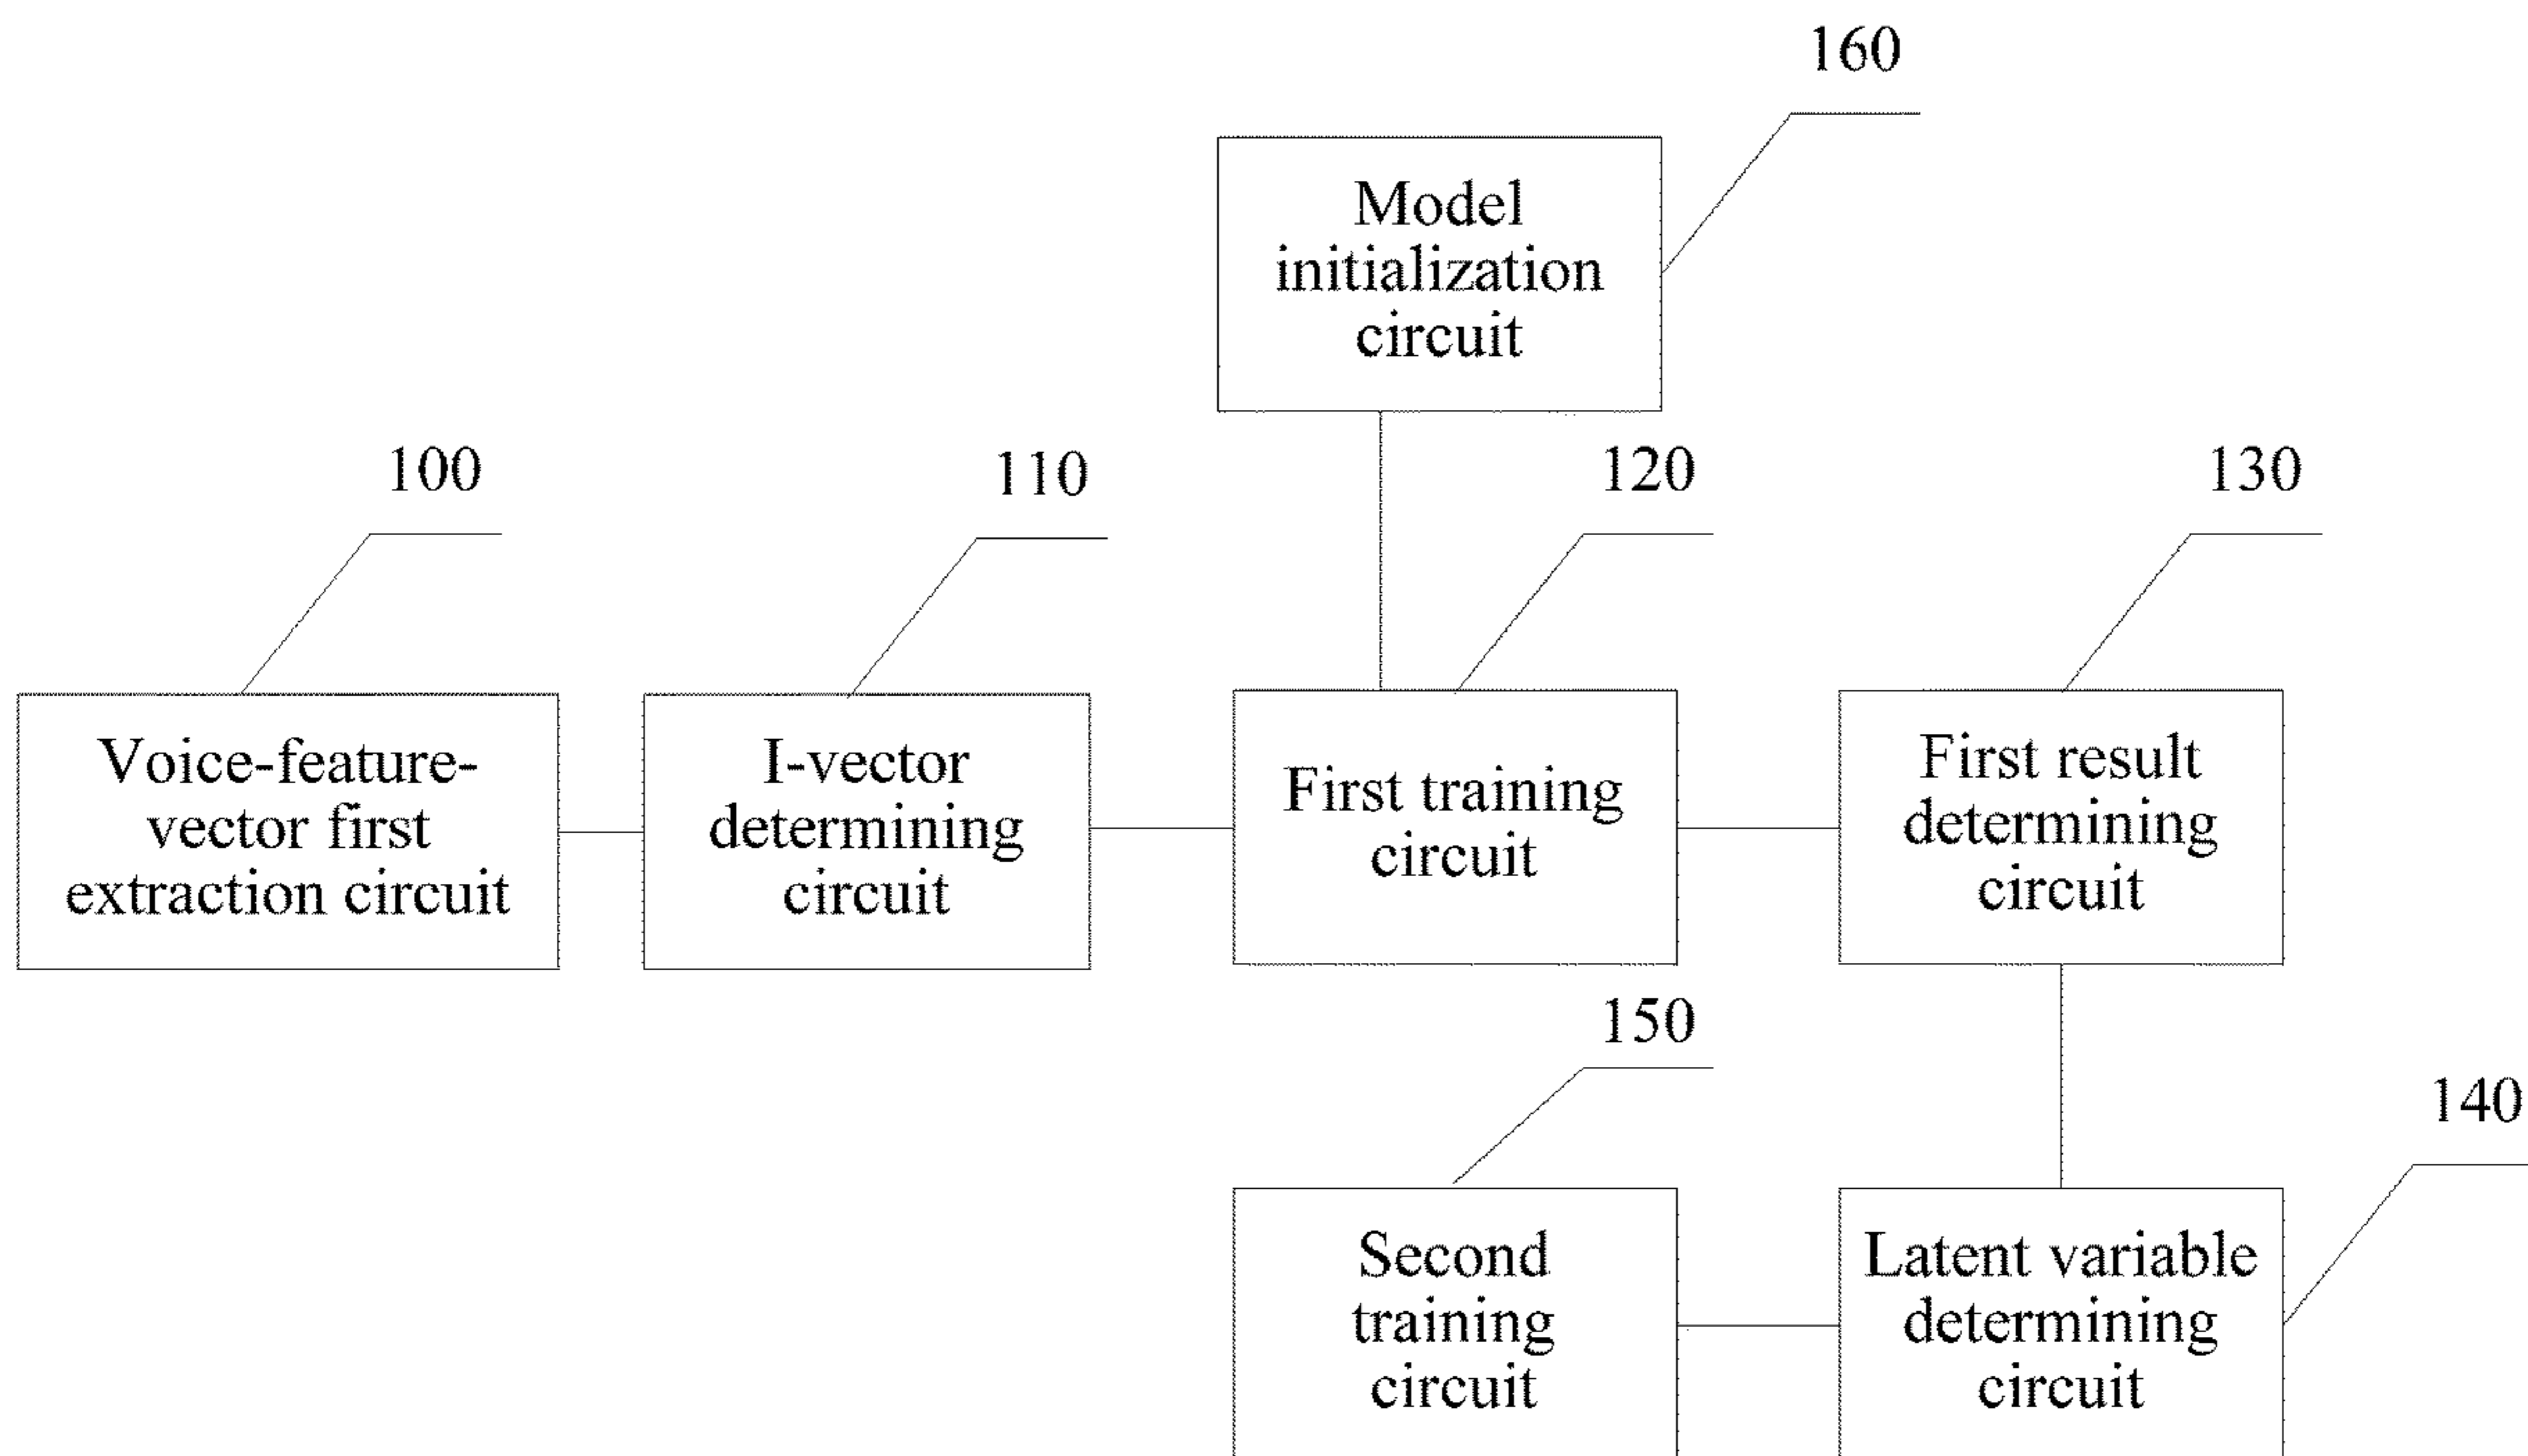 160
Model
initialization
circuit
100
110
120
130
Voice-feature-
vector first
extraction circuit
I-vector
determining
circuit
First training
circuit
First result
determining
circuit
150
140
Second
training
circuit
Latent variable
determining
circuit